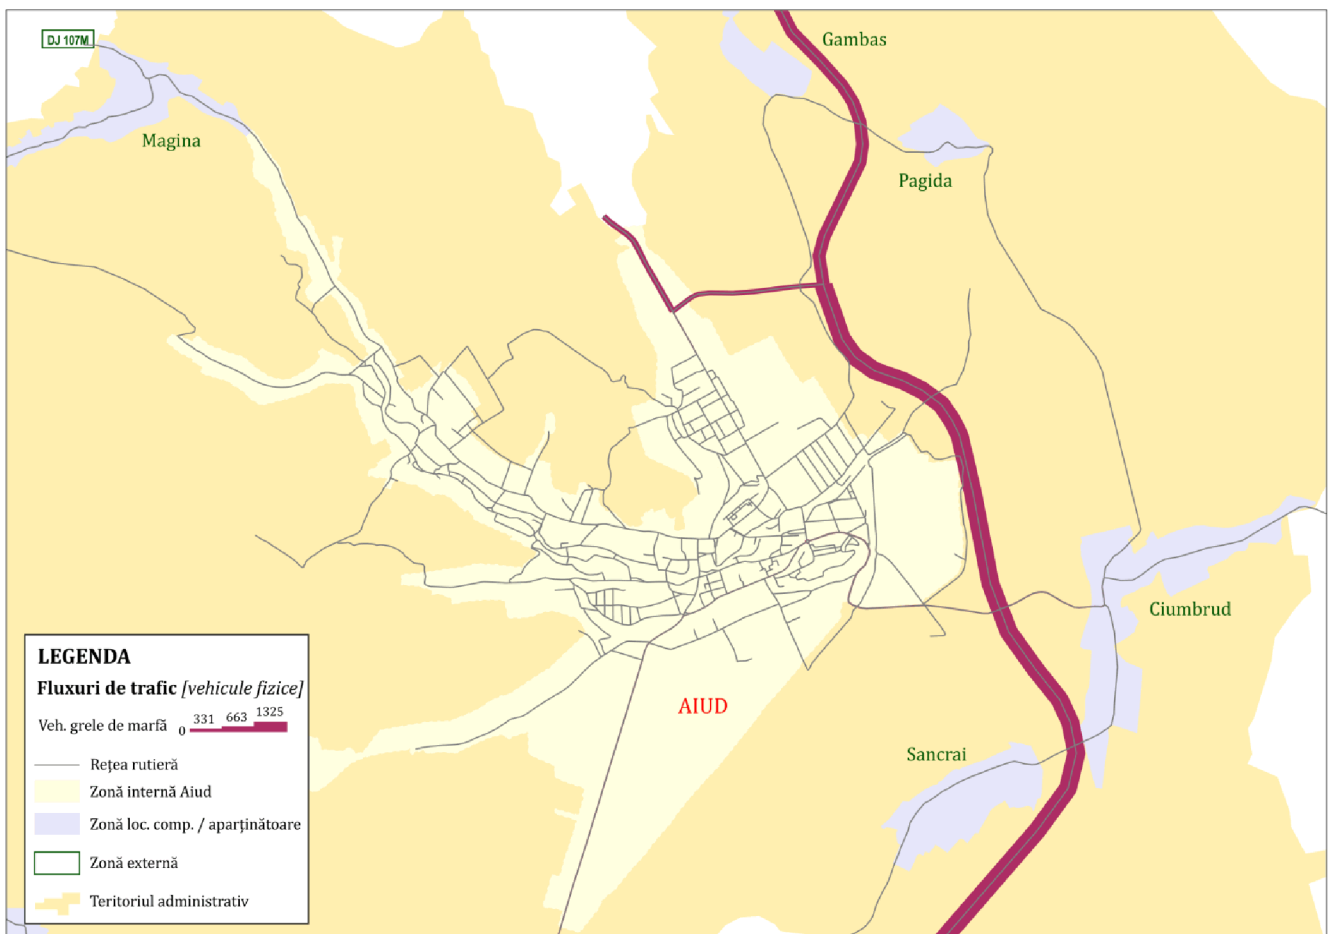 DJ 107M
Gambas
Magina
Pagida
Ciumbrud
AIUD
Sancrai
LEGENDA
Fluxuri de trafic [vehicule fizice]
Veh. grele de marfă 0 331 663 1325
Rețea rutieră
Zonă internă Aiud
Zonă loc. comp. / aparținătoare
Zonă externă
Teritoriul administrativ